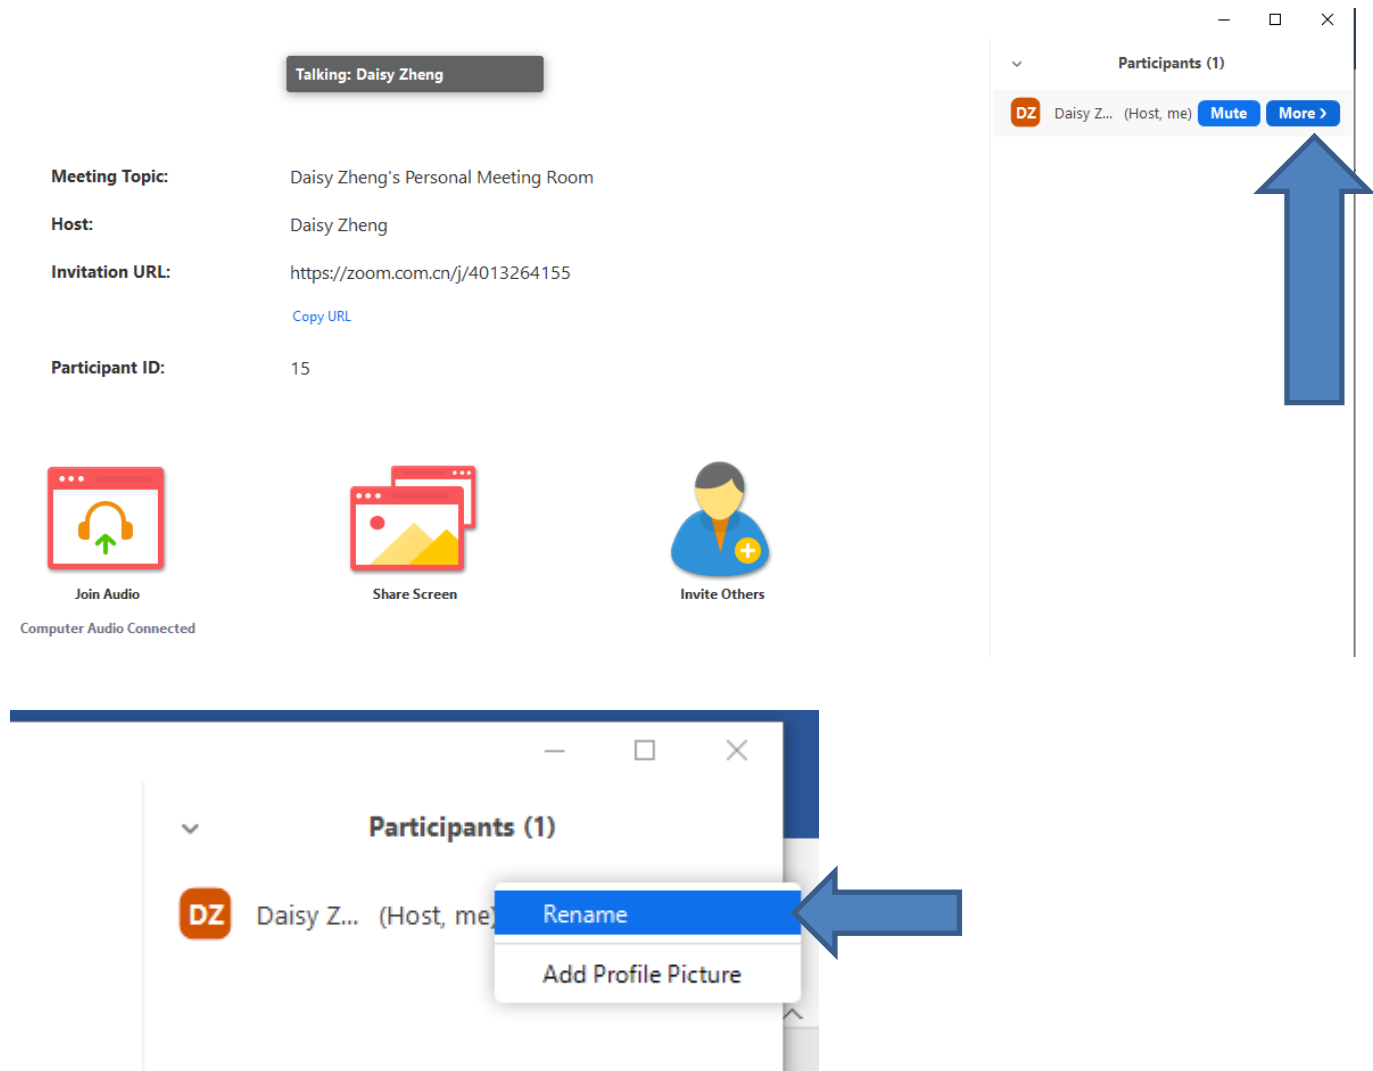 Talking: Daisy Zheng
Participants (1)
DZ Daisy Z... (Host, me) Mute More >
Meeting Topic: Daisy Zheng's Personal Meeting Room
Host: Daisy Zheng
Invitation URL: https://zoom.com.cn/j/4013264155
Copy URL
Participant ID: 15
Join Audio Share Screen Invite Others
Computer Audio Connected
Participants (1)
DZ Daisy Z... (Host, me) Rename
Add Profile Picture